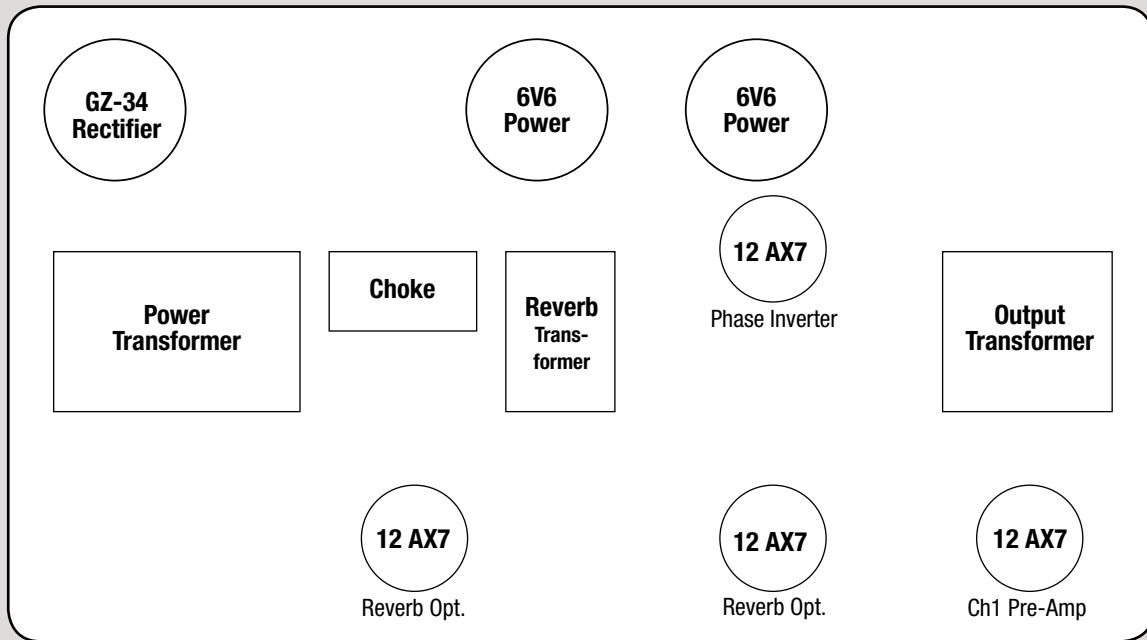 GZ-34
Rectifier
6V6
Power
6V6
Power
12 AX7
Phase Inverter
Power
Transformer
Choke
Reverb
Trans-
former
Output
Transformer
12 AX7
Reverb Opt.
12 AX7
Reverb Opt.
12 AX7
Ch1 Pre-Amp